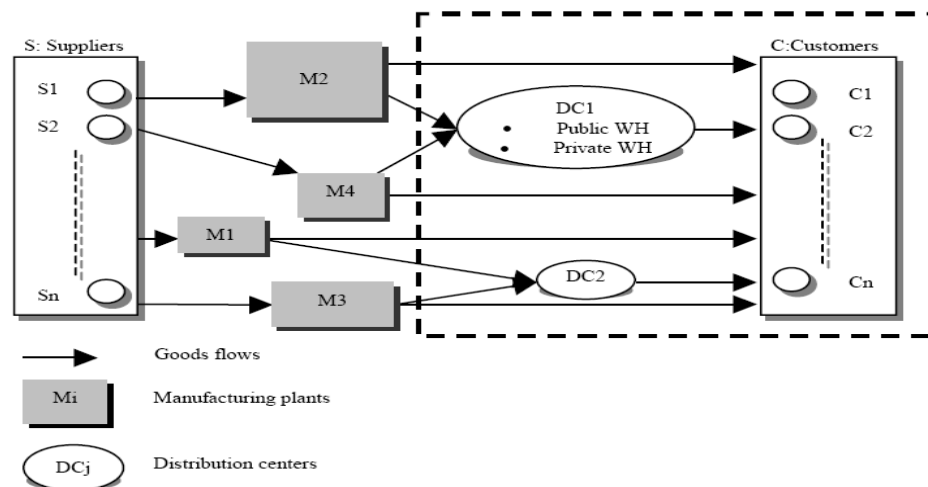 S: Suppliers
C:Customers
S1
M2
C1
DC1
S2
• Public WH
C2
• Private WH
M4
M1
DC2
Sn
M3
Cn
Goods flows
Mi
Manufacturing plants
DCj
Distribution centers